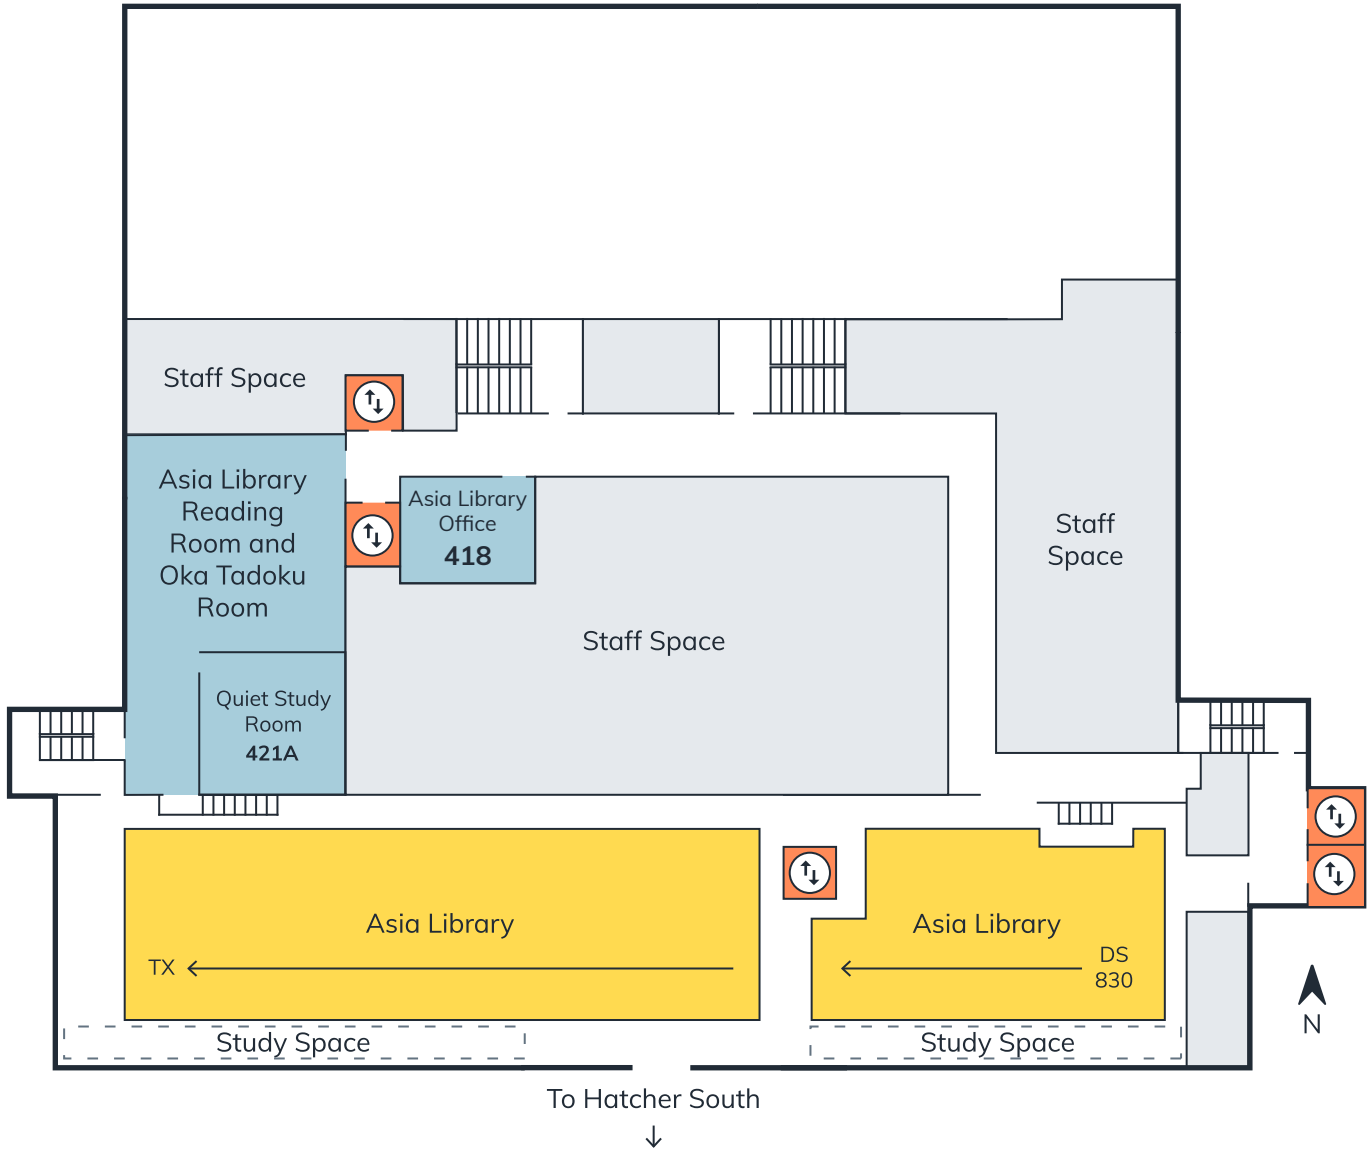 Staff Space
Asia Library
Reading
Room and
Oka Tadoku
Room
Asia Library
Office
418
Staff
Space
Staff Space
Quiet Study
Room
421A
Asia Library
TX
Asia Library
DS
830
Study Space
Study Space
N
To Hatcher South